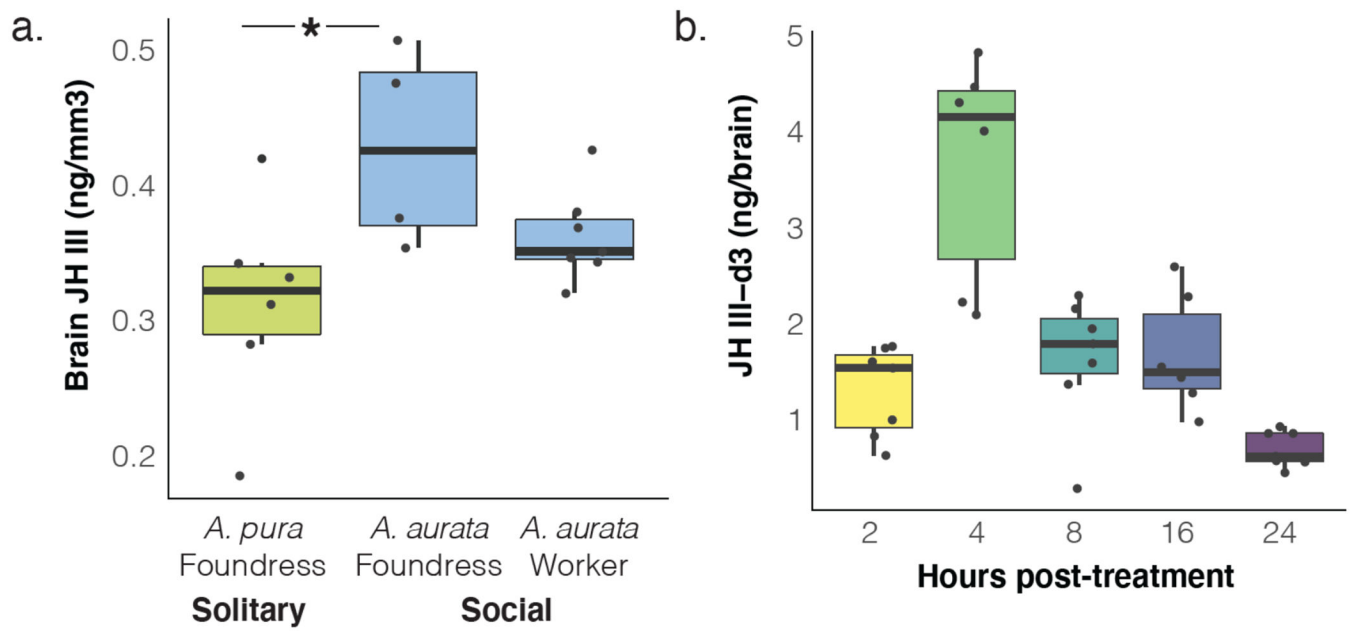 a.
*
Brain JH III (ng/mm3)
0.5
0.4
0.3
0.2
A. pura
Foundress
A. aurata
Foundress
A. aurata
Worker
Solitary
Social
b.
JH III–d3 (ng/brain)
5
4
3
2
1
2
4
8
16
24
Hours post-treatment